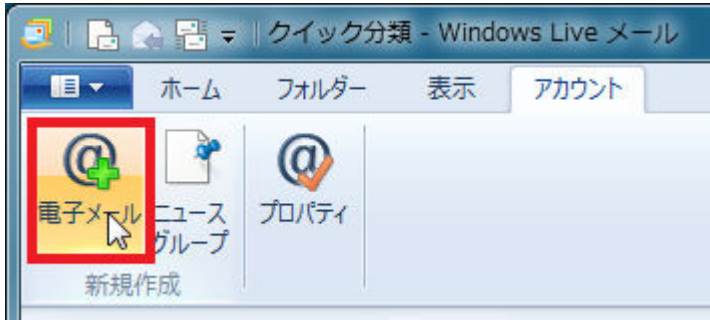 クイック分類 - Windows Live メール
ホーム フォルダー 表示 アカウント
電子メール ニュース
グループ プロパティ
新規作成